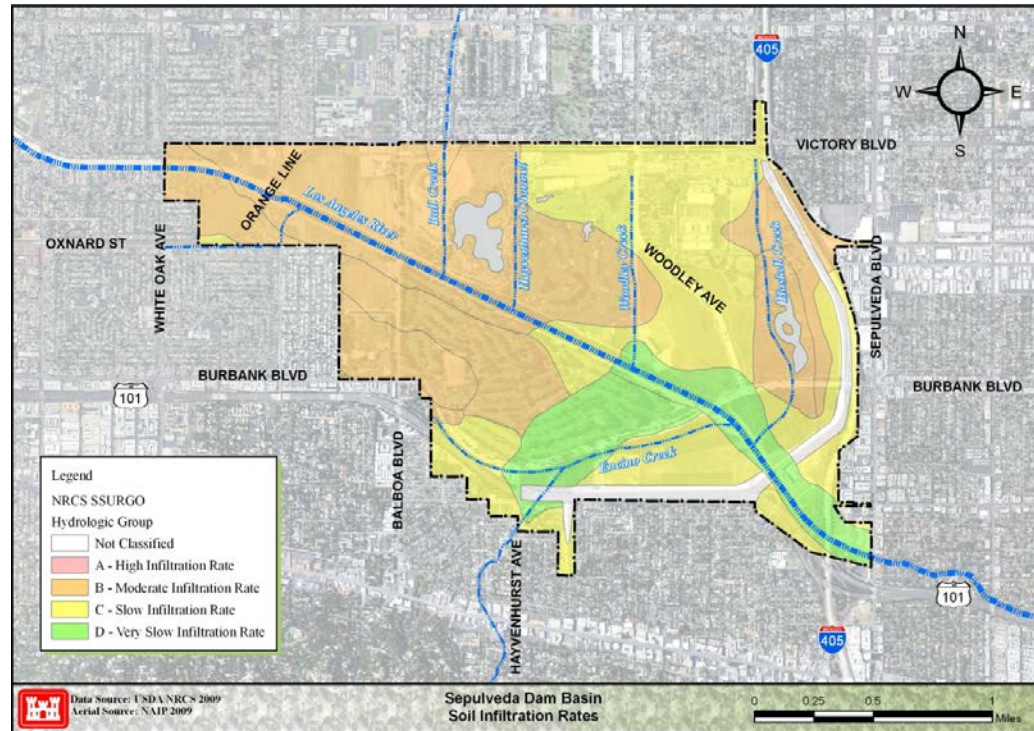 405
N
W
E
S
VICTORY BLVD
ORANGE LINE
Los Angeles River
Bull Creek
Hayvenhurst Channel
Woodley Creek
WOODLEY AVE
Haskell Creek
OXNARD ST
WHITE OAK AVE
SEPULVEDA BLVD
BURBANK BLVD
BURBANK BLVD
101
BALBOA BLVD
Encino Creek
HAYVENHURST AVE
101
405
Legend
NRCS SSURGO
Hydrologic Group
Not Classified
A - High Infiltration Rate
B - Moderate Infiltration Rate
C - Slow Infiltration Rate
D - Very Slow Infiltration Rate
Data Source: USDA NRCS 2009
Aerial Source: NAIP 2009
Sepulveda Dam Basin
Soil Infiltration Rates
0 0.25 0.5 1
Miles